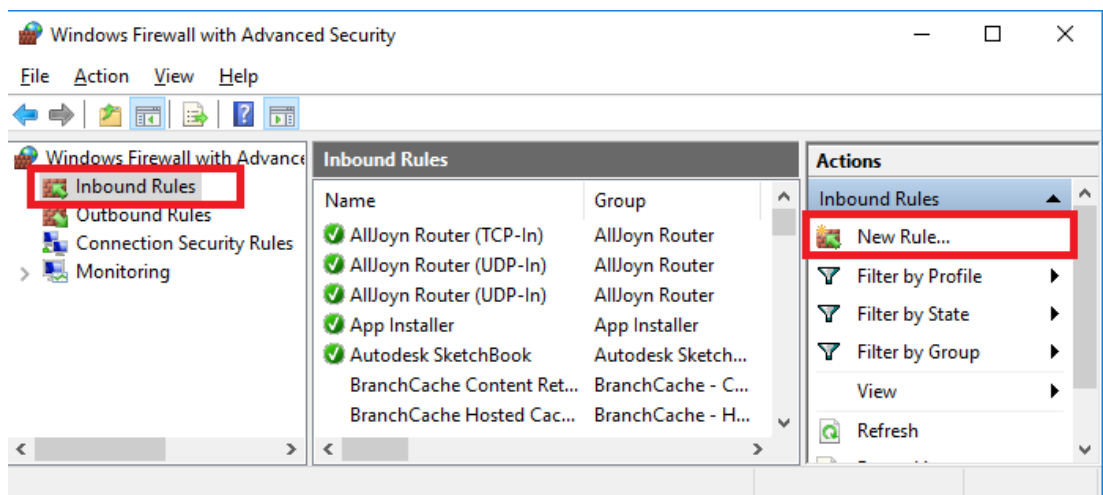 Windows Firewall with Advanced Security
File Action View Help
Windows Firewall with Advance
Inbound Rules
Outbound Rules
Connection Security Rules
Monitoring
Inbound Rules
Name Group
AllJoyn Router (TCP-In) AllJoyn Router
AllJoyn Router (UDP-In) AllJoyn Router
AllJoyn Router (UDP-In) AllJoyn Router
App Installer App Installer
Autodesk SketchBook Autodesk Sketch...
BranchCache Content Ret... BranchCache - C...
BranchCache Hosted Cac... BranchCache - H...
Actions
Inbound Rules
New Rule...
Filter by Profile
Filter by State
Filter by Group
View
Refresh